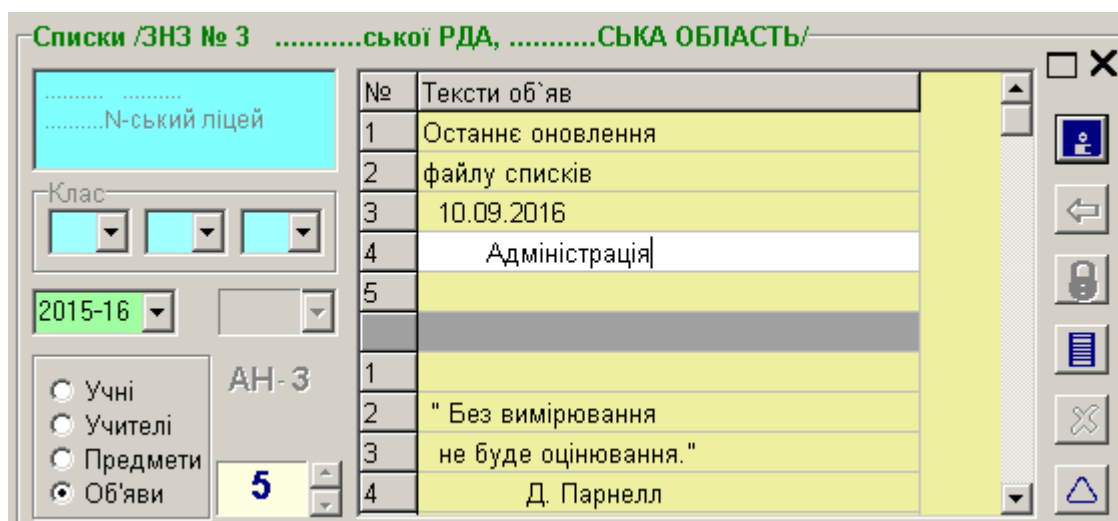 Списки /ЗНЗ № 3 ...........ської РДА, ...........СЬКА ОБЛАСТЬ/
.......... ..........
..........N-ський ліцей
Клас
2015-16
Учні
Учителі
Предмети
Об'яви
АН- 3
5
№ Тексти об`яв
1 Останнє оновлення
2 файлу списків
3 10.09.2016
4 Адміністрація
5
1
2 " Без вимірювання
3 не буде оцінювання."
4 Д. Парнелл